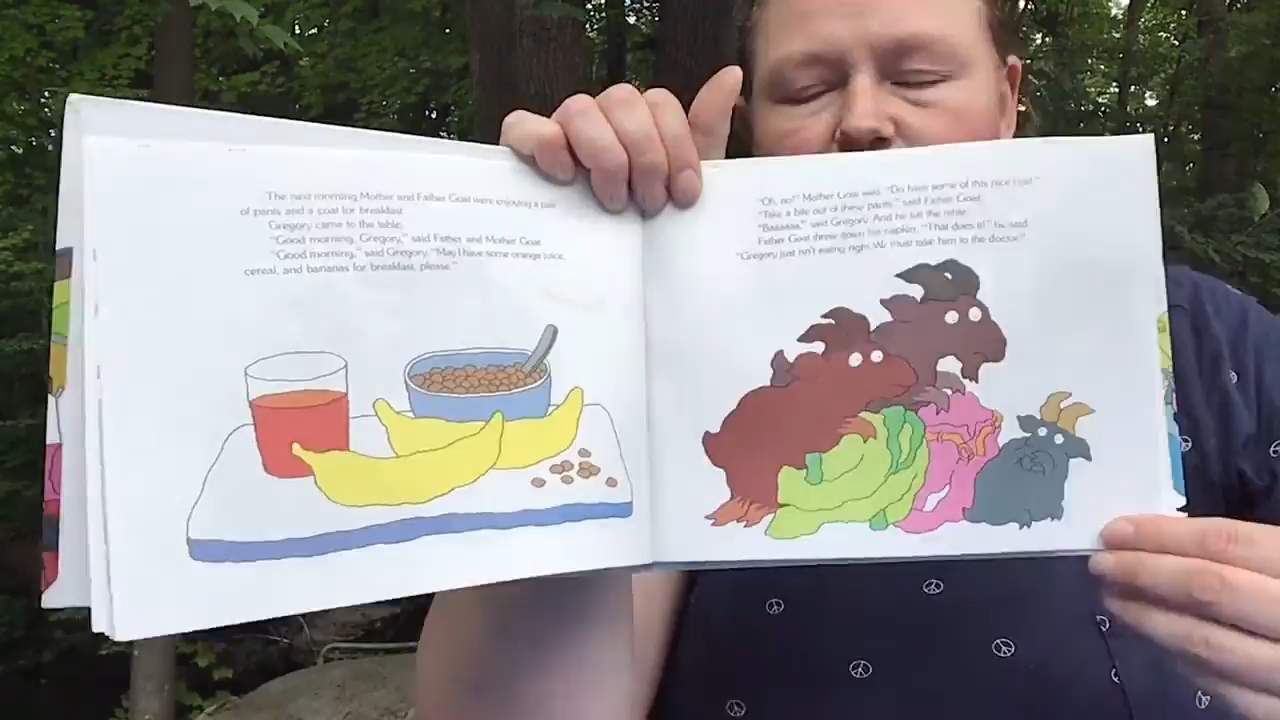 The next morning Mother and Father Goat were enjoying a pair
of pants and a coat for breakfast.
Gregory came to the table.
"Good morning, Gregory," said Father and Mother Goat.
"Good morning," said Gregory. "May I have some orange juice,
cereal, and bananas for breakfast, please."
"Oh, no!" Mother Goat said. "Do have some of this nice coat."
"Take a bite out of these pants," said Father Goat.
"Baaaaaa," said Gregory. And he left the table.
Father Goat threw down his napkin. "That does it!" he said.
"Gregory just isn't eating right. We must take him to the doctor."